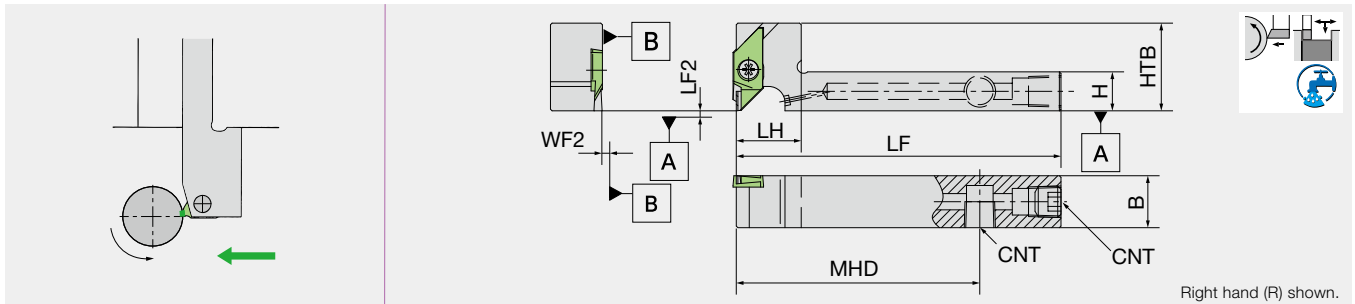 B
LF2
WF2
A
B
HTB
H
LH
LF
A
B
CNT
CNT
MHD
Right hand (R) shown.